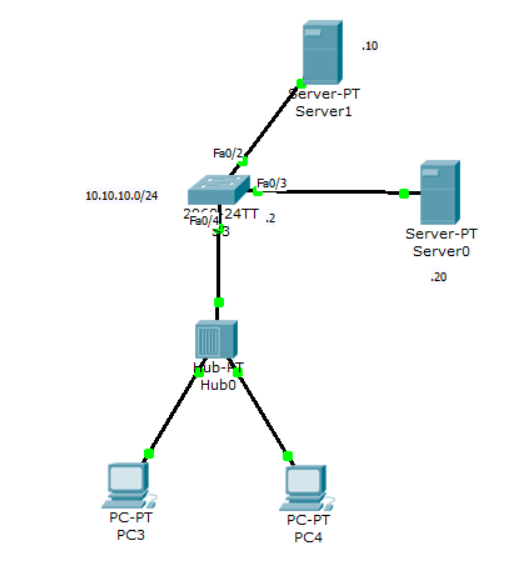 .10
Server-PT
Server1
Fa0/2
Fa0/3
10.10.10.0/24
Fa0/4
.2
Server-PT
Server0
.20
Hub-PT
Hub0
PC-PT
PC3
PC-PT
PC4